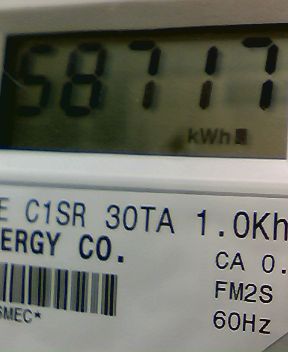 58717
kWh
E C1SR 30TA 1.0Kh
ERGY CO.
CA 0.
FM2S
SMEC*
60Hz